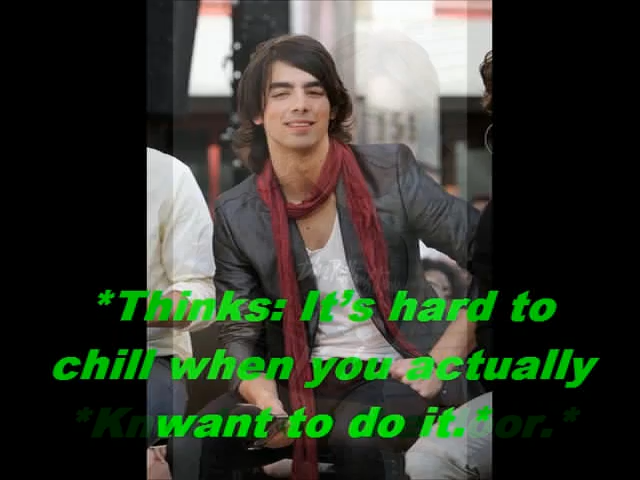 *Thinks: It's hard to
chill when you actually
want to do it.*